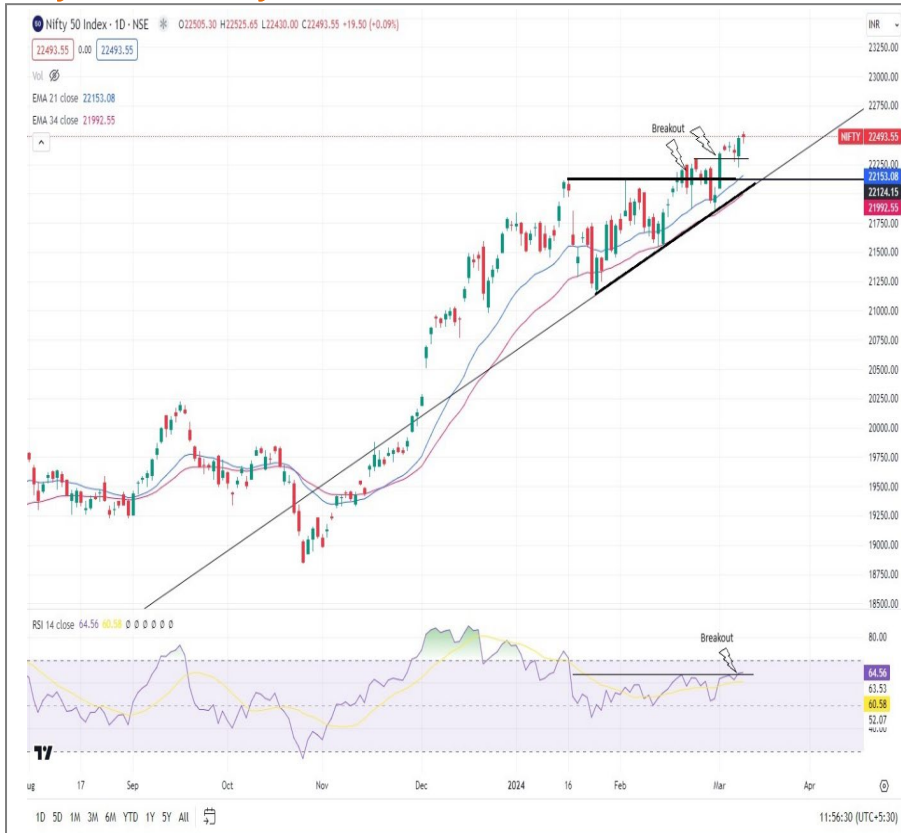 50 Nifty 50 Index · 1D · NSE O22505.30 H22525.65 L22430.00 C22493.55 +19.50 (+0.09%)
INR
22493.55 0.00 22493.55
Vol
EMA 21 close 22153.08
EMA 34 close 21992.55
Breakout
23250.00
23000.00
22750.00
NIFTY 22493.55
22250.00
22153.08
22124.15
21992.55
21750.00
21500.00
21250.00
21000.00
20750.00
20500.00
20250.00
20000.00
19750.00
19500.00
19250.00
19000.00
18750.00
18500.00
RSI 14 close 64.56 60.58 Ø Ø Ø Ø Ø Ø
Breakout
80.00
64.56
63.53
60.58
52.07
40.00
ug 17 Sep Oct Nov Dec 2024 16 Feb Mar Apr
1D 5D 1M 3M 6M YTD 1Y 5Y All
11:56:30 (UTC+5:30)